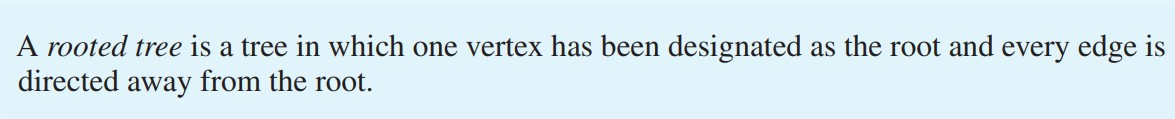 A rooted tree is a tree in which one vertex has been designated as the root and every edge is
directed away from the root.